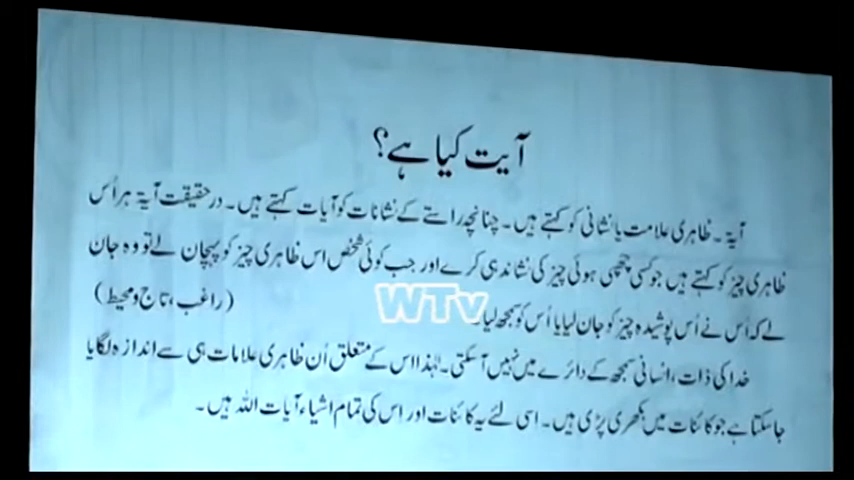 آیت کیا ہے؟
آیۃ۔ ظاہری علامت یا نشانی کو کہتے ہیں۔ چنانچہ راستے کے نشانات کو آیات کہتے ہیں۔ درحقیقت آیۃ ہر اُس
ظاہری چیز کو کہتے ہیں جو کسی چھپی ہوئی چیز کی نشاندہی کرے اور جب کوئی شخص اس ظاہری چیز کو پہچان لے تو وہ جان
لے کہ اُس نے اُس پوشیدہ چیز کو جان لیا یا اُس کو سمجھ لیا۔ (راغب، تاج و محیط)
WTv
خدا کی ذات، انسانی سمجھ کے دائرے میں نہیں آ سکتی۔ لہٰذا اس کے متعلق اُن ظاہری علامات ہی سے اندازہ لگایا
جا سکتا ہے جو کائنات میں بکھری پڑی ہیں۔ اسی لئے یہ کائنات اور اس کی تمام اشیاء آیات اللہ ہیں۔